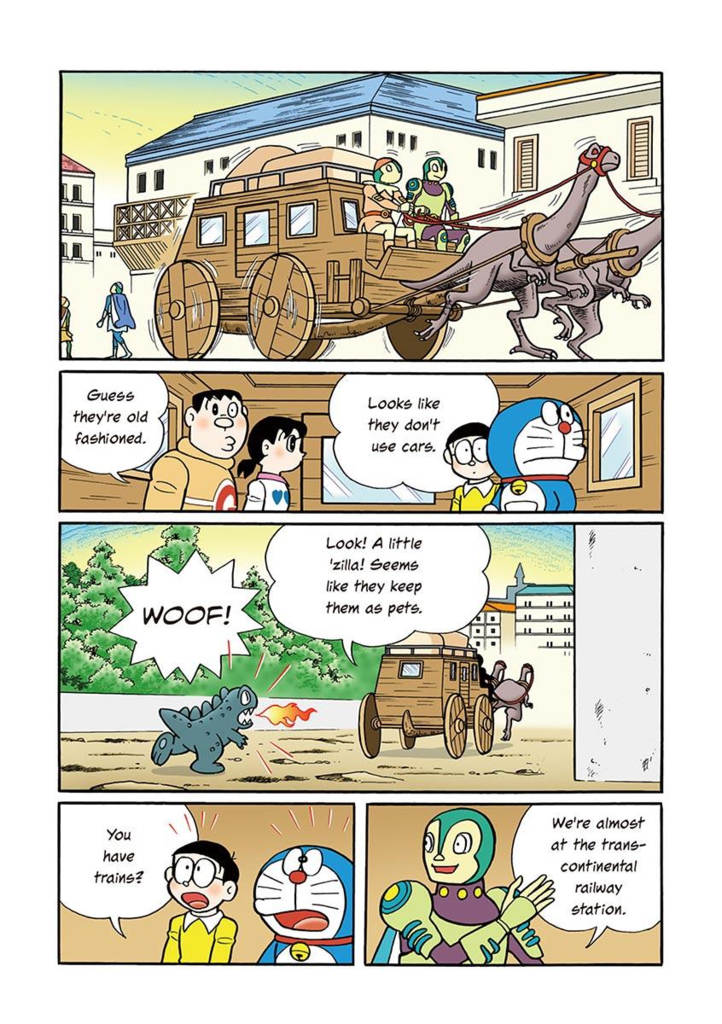 Guess
they're old
fashioned.
Looks like
they don't
use cars.
WOOF!
Look! A little
'zilla! Seems
like they keep
them as pets.
You
have
trains?
We're almost
at the trans-
continental
railway
station.